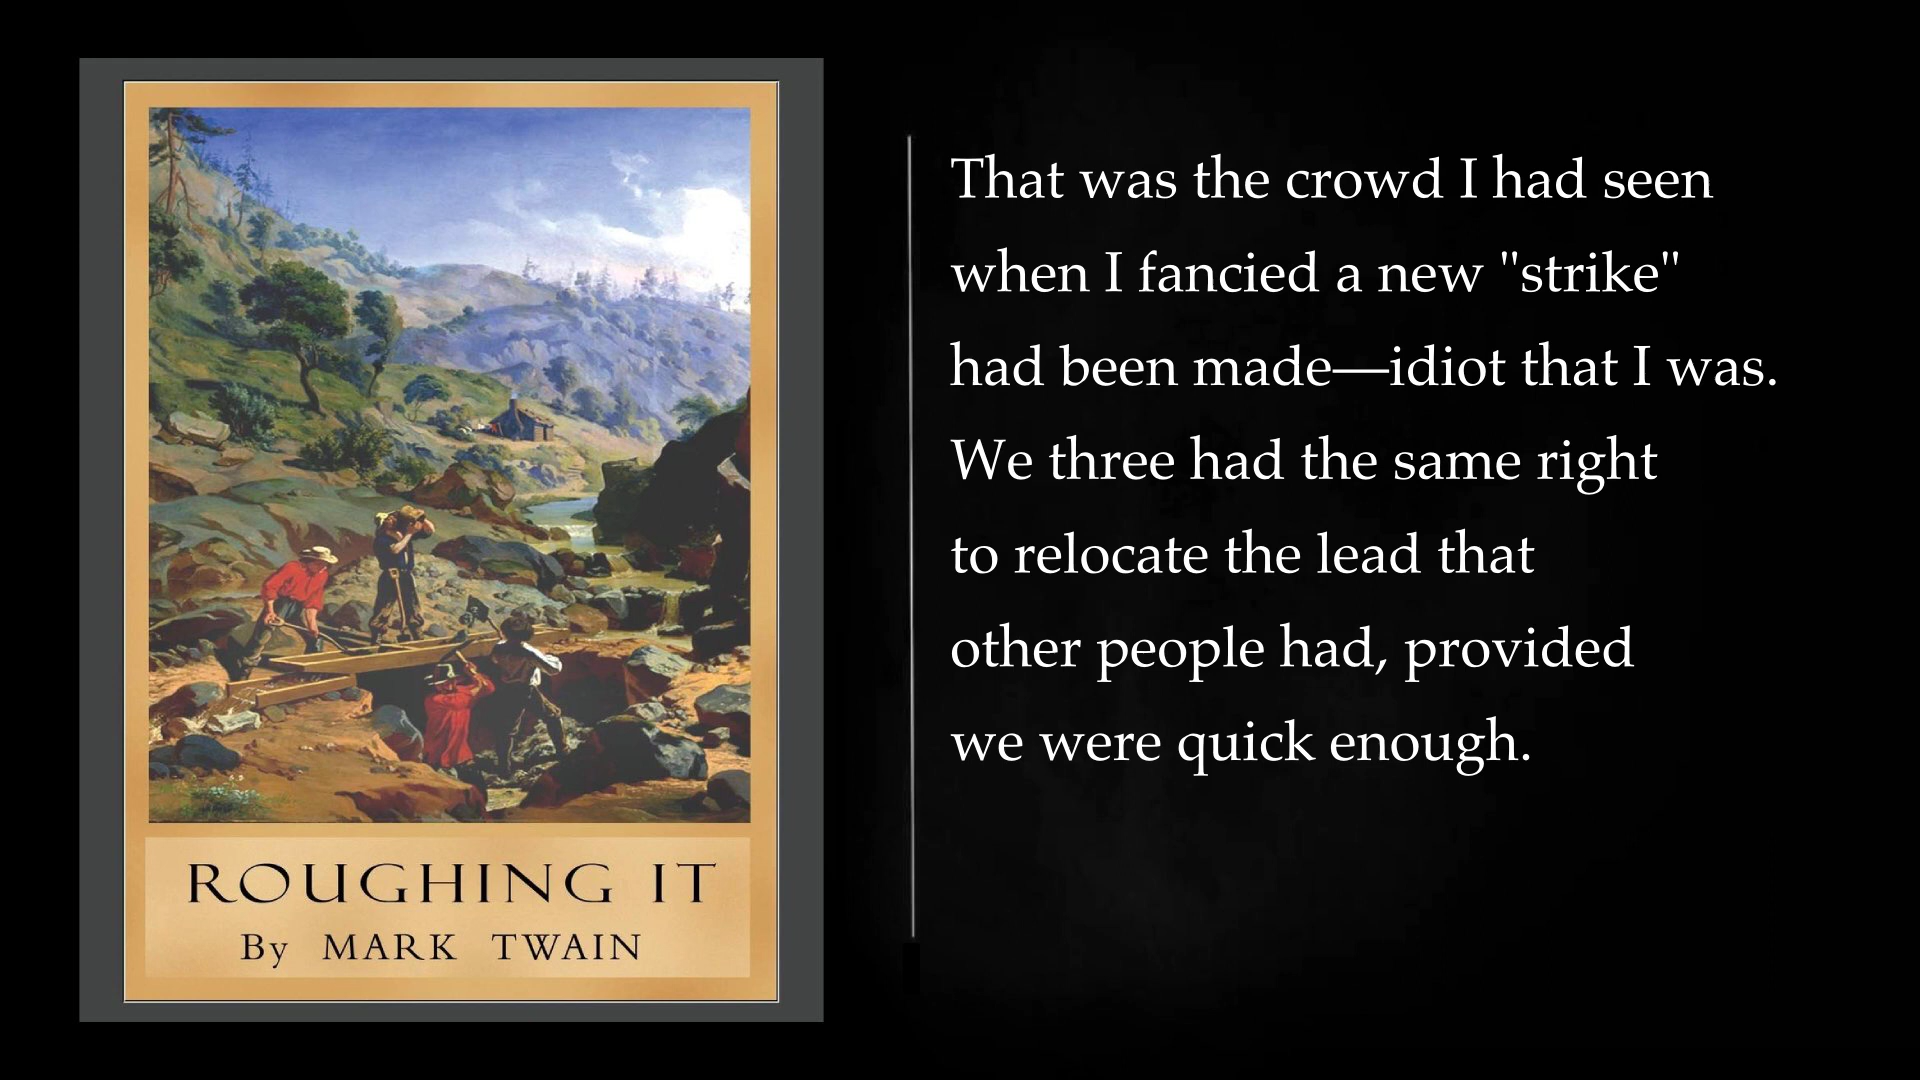 ROUGHING IT
By MARK TWAIN
That was the crowd I had seen
when I fancied a new "strike"
had been made—idiot that I was.
We three had the same right
to relocate the lead that
other people had, provided
we were quick enough.